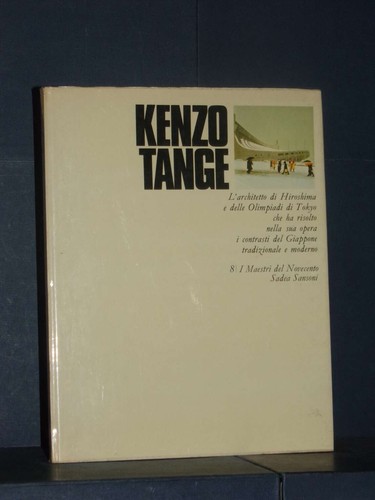 KENZO
TANGE
L'architetto di Hiroshima
e delle Olimpiadi di Tokyo
che ha risolto
nella sua opera
i contrasti del Giappone
tradizionale e moderno
8/I Maestri del Novecento
Sadea Sansoni